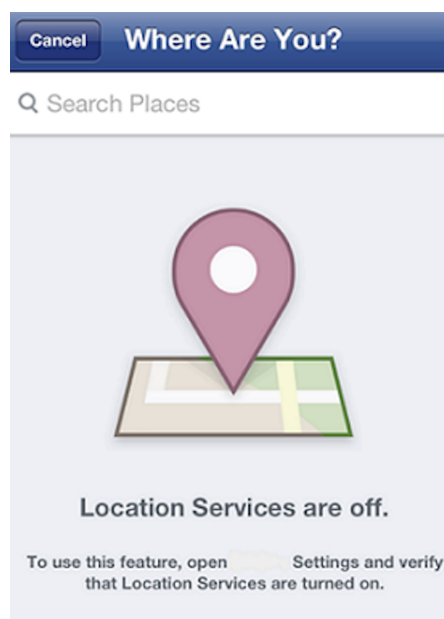 Cancel Where Are You?
Search Places
Location Services are off.
To use this feature, open Settings and verify
that Location Services are turned on.